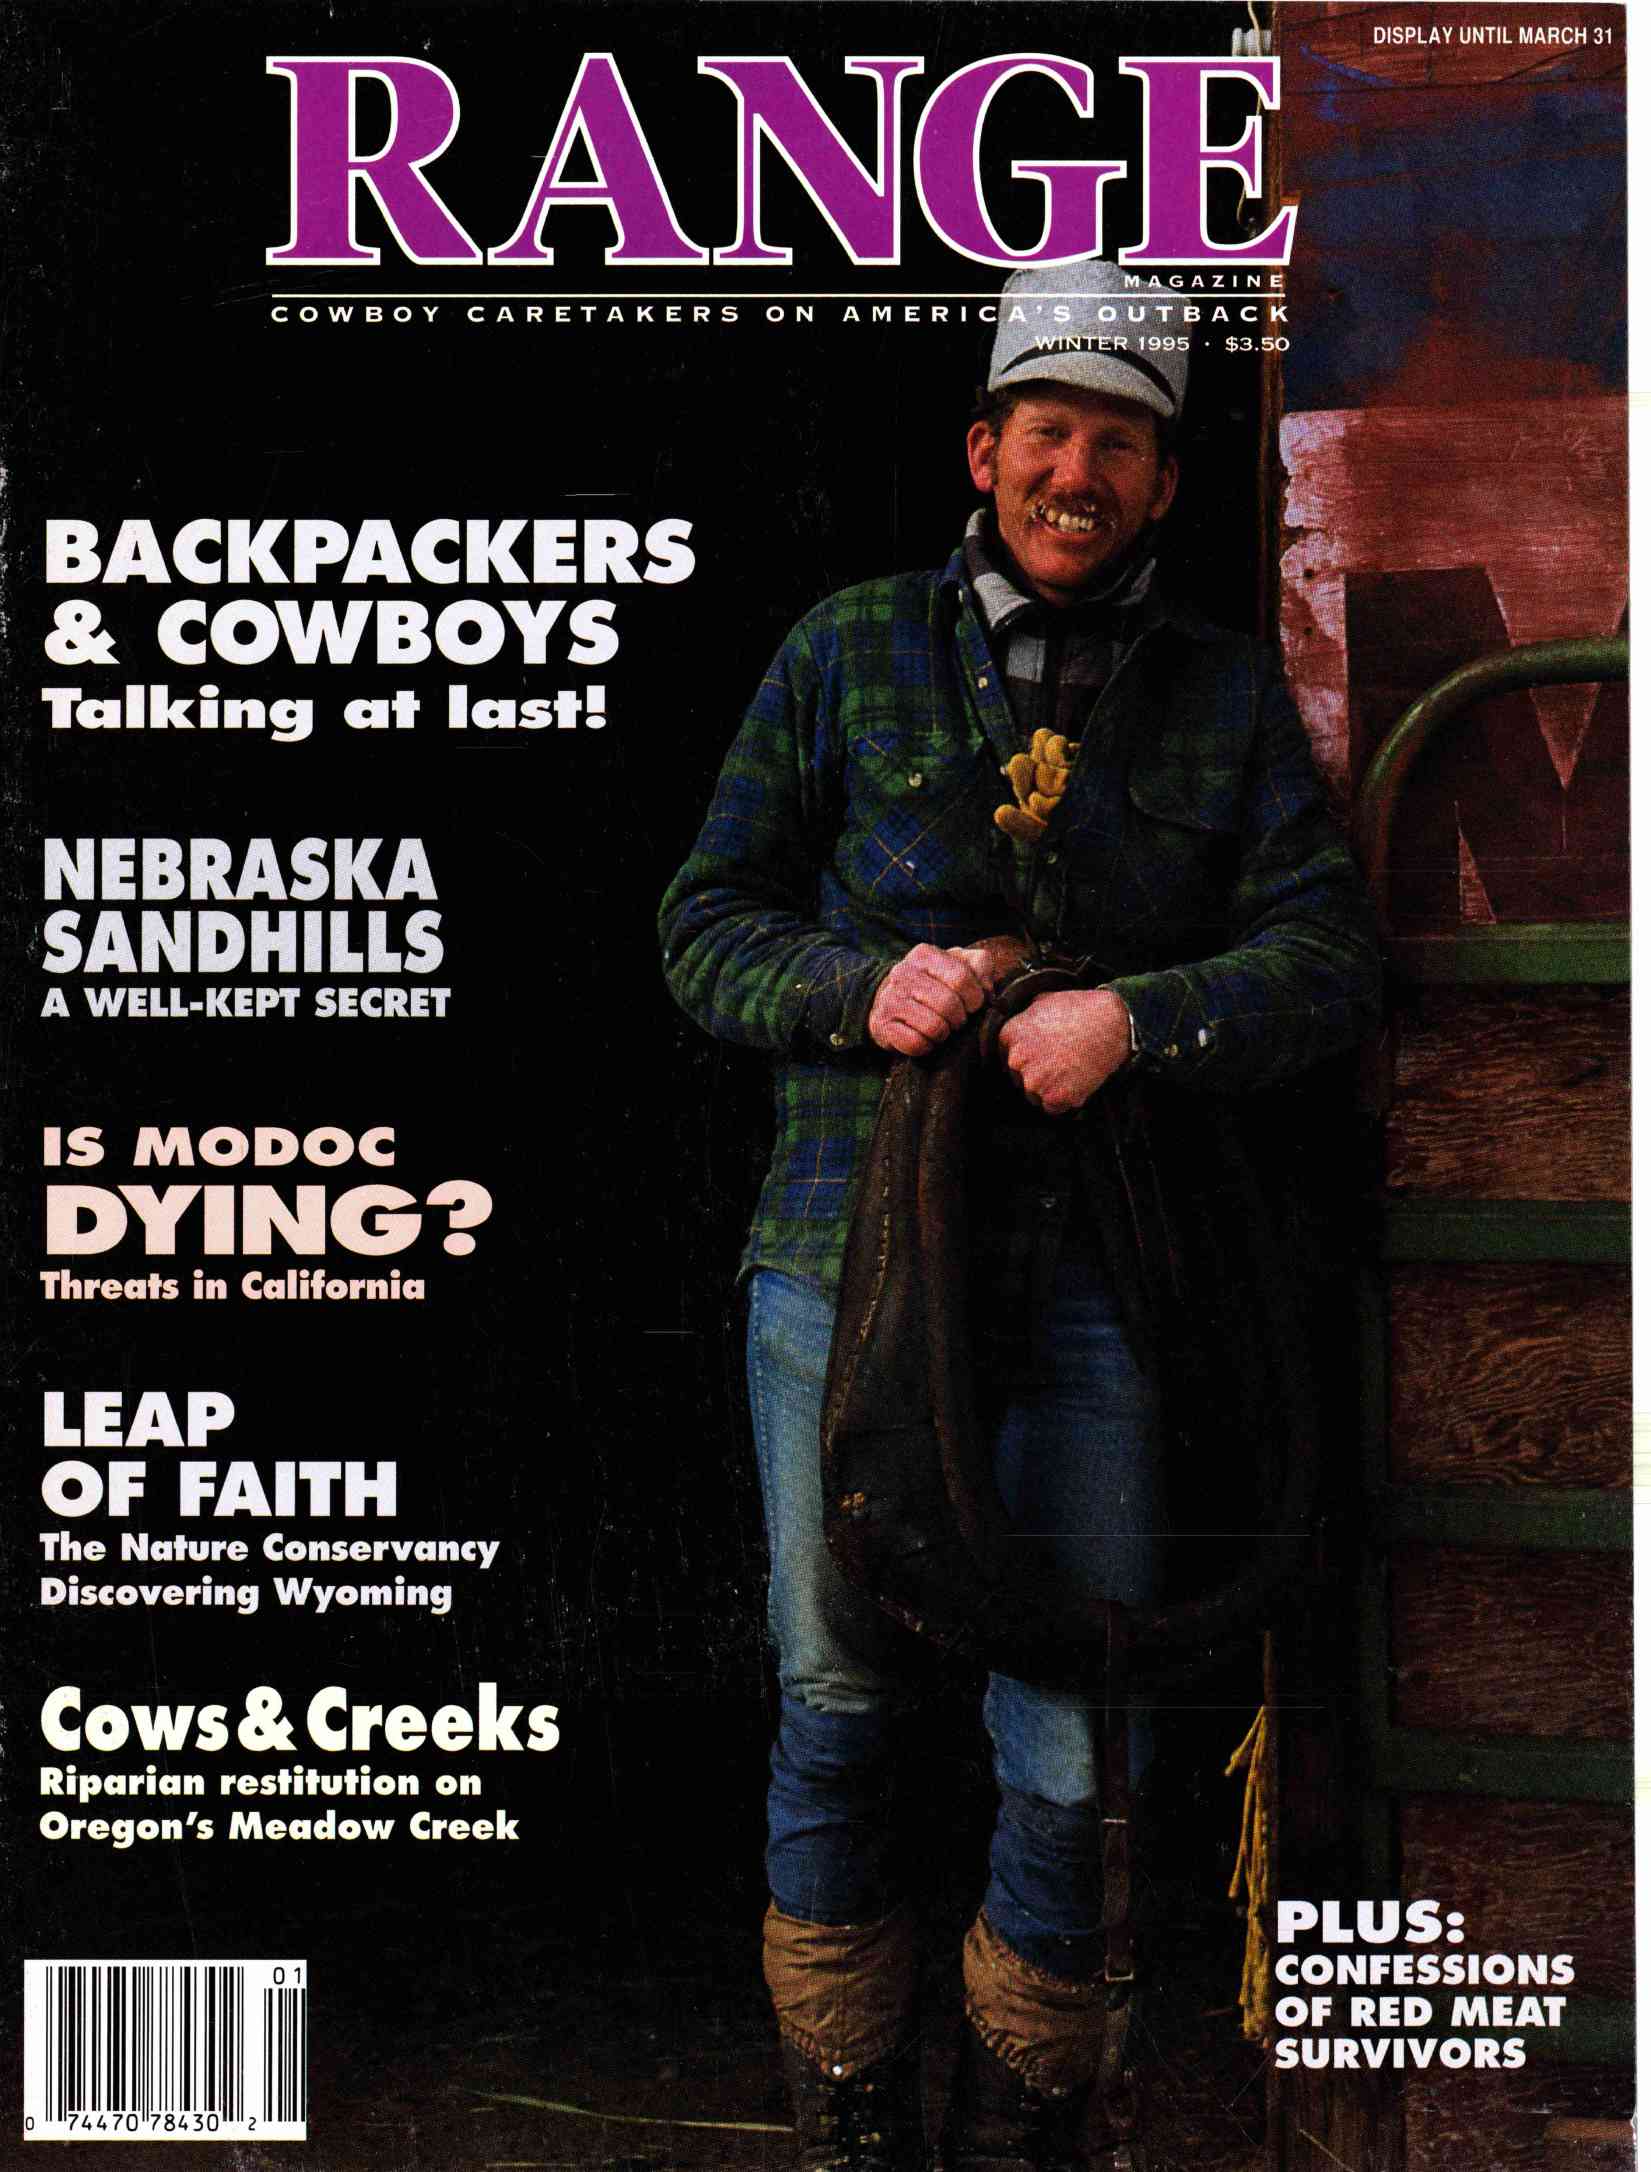 DISPLAY UNTIL MARCH 31
RANGE
MAGAZINE
COWBOY CARETAKERS ON AMERICA'S OUTBACK
WINTER 1995 · $3.50
BACKPACKERS
& COWBOYS
Talking at last!
NEBRASKA
SANDHILLS
A WELL-KEPT SECRET
IS MODOC
DYING?
Threats in California
LEAP
OF FAITH
The Nature Conservancy
Discovering Wyoming
Cows & Creeks
Riparian restitution on
Oregon's Meadow Creek
PLUS:
CONFESSIONS
OF RED MEAT
SURVIVORS
01
0 74470 78430 2